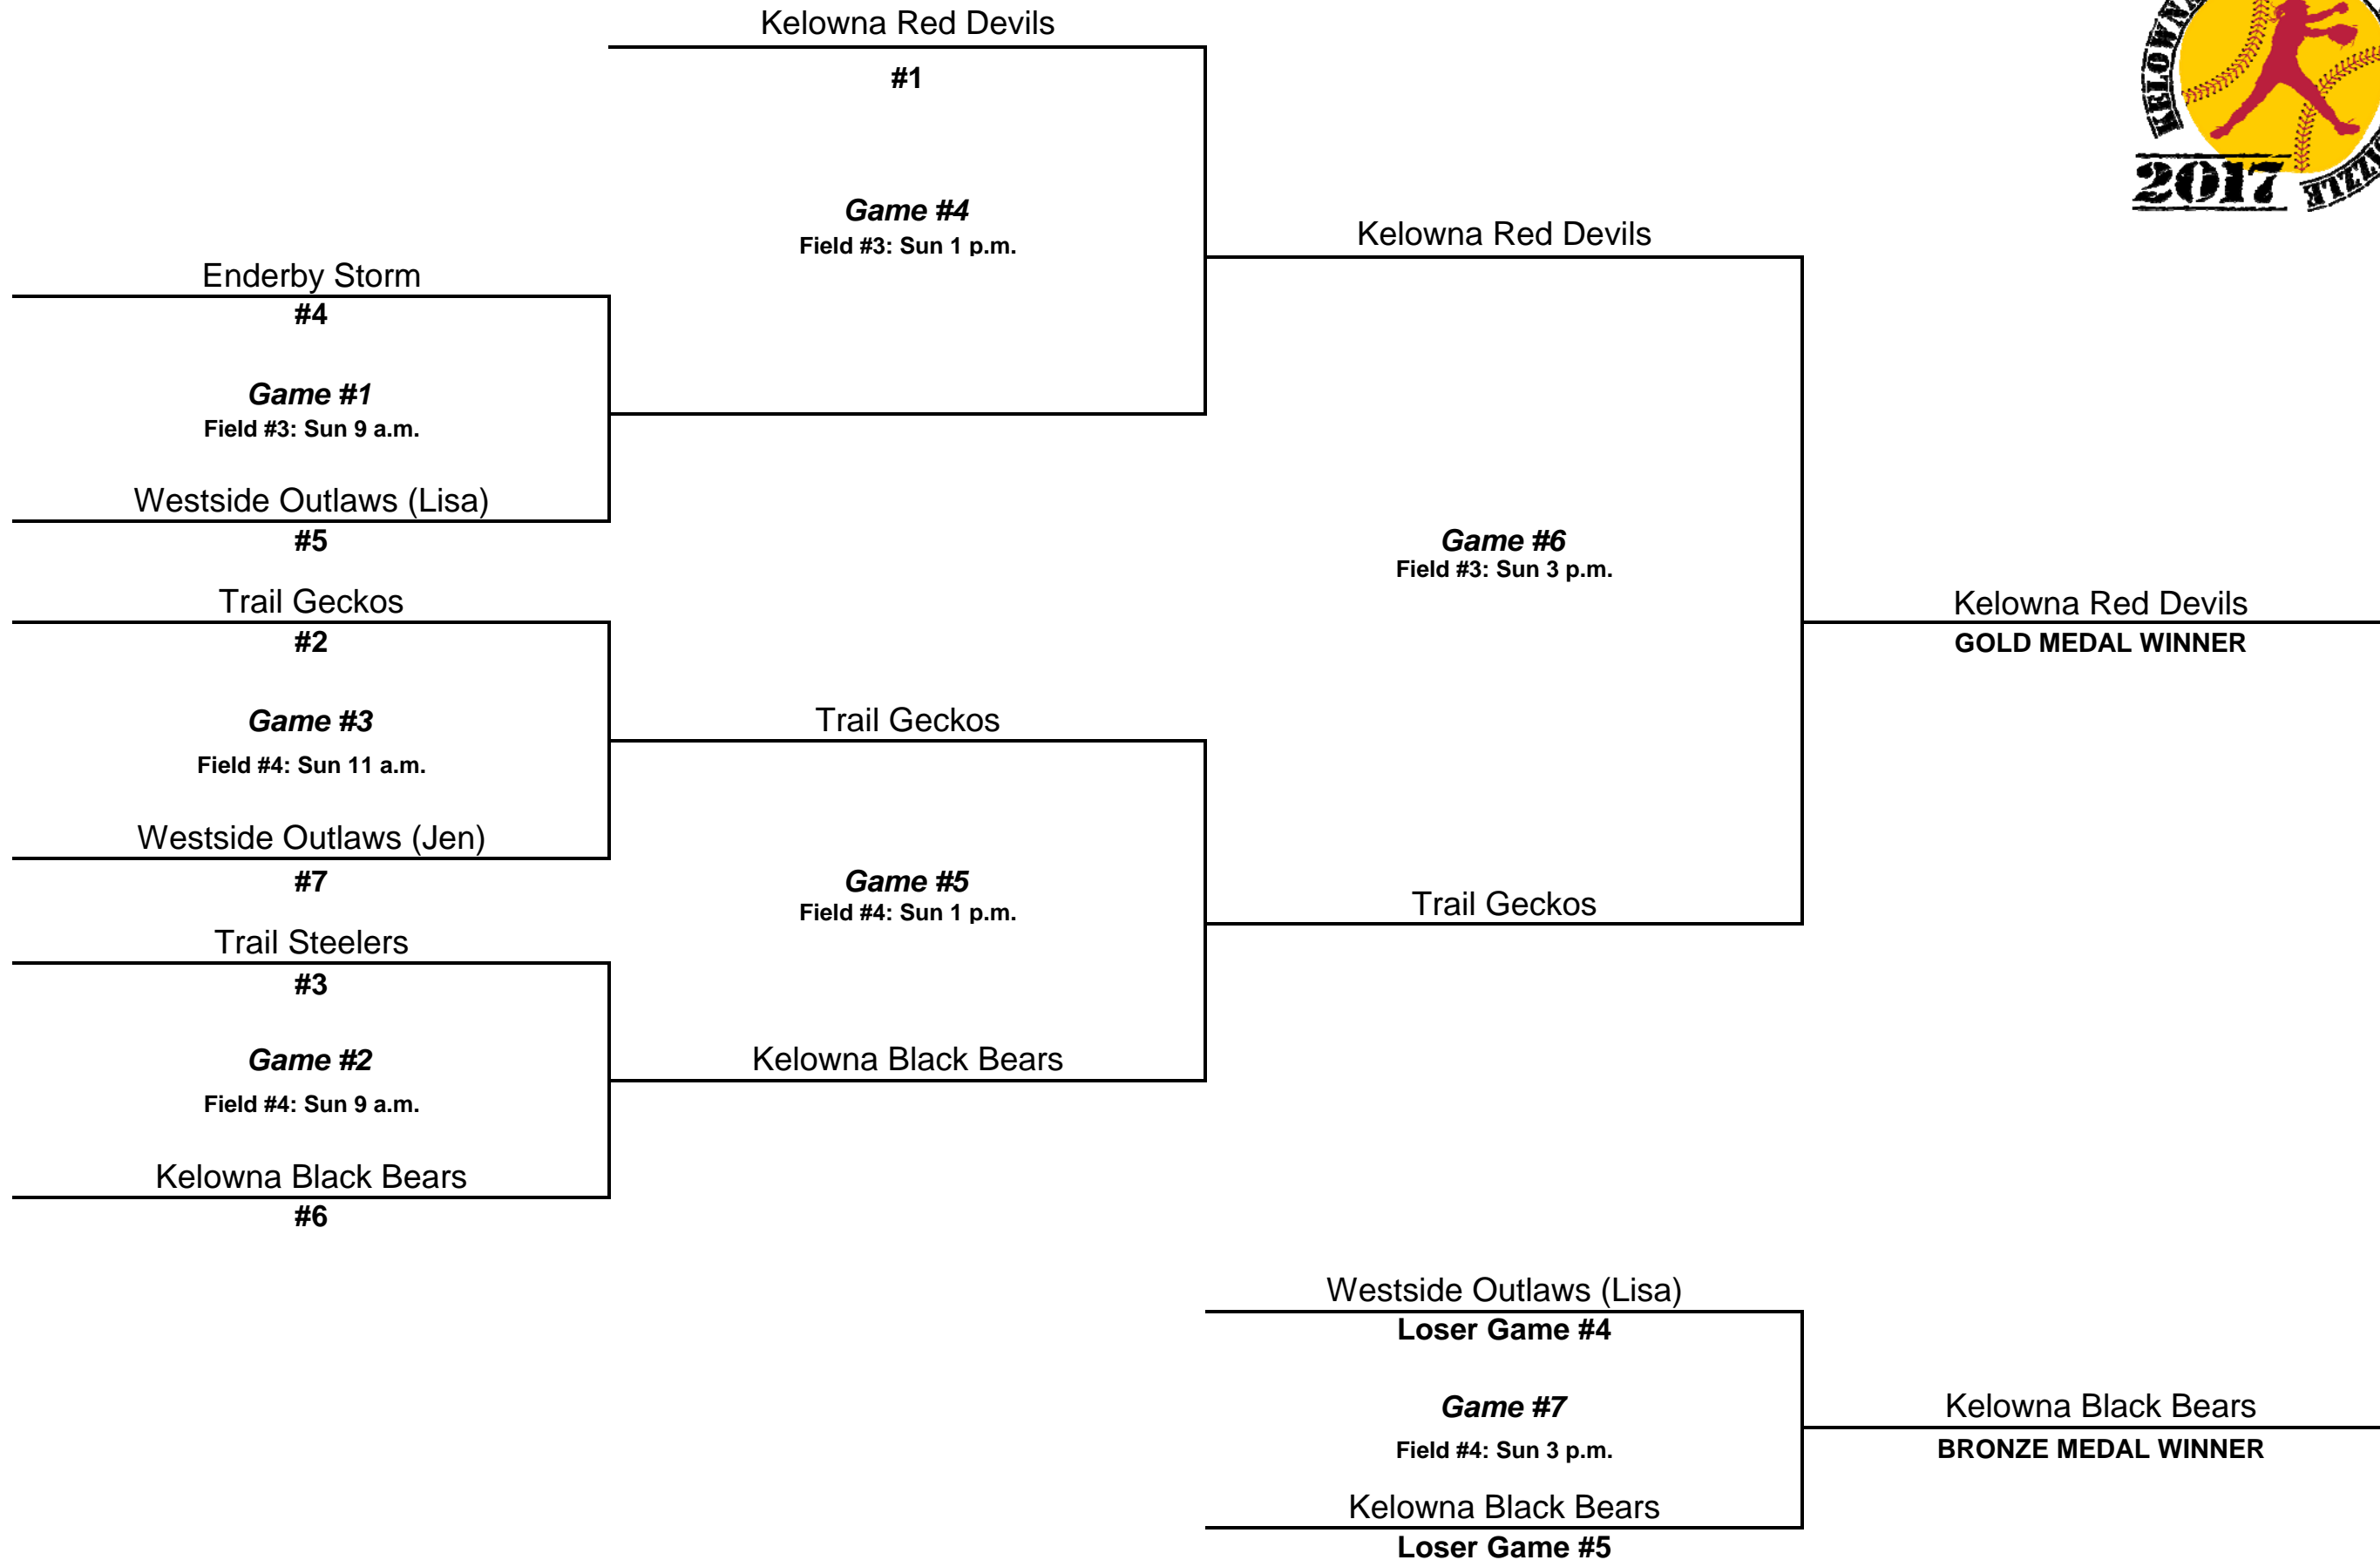 Kelowna Red Devils
#1
KELOWNA
2017
Game #4
Field #3: Sun 1 p.m.
Kelowna Red Devils
Enderby Storm
#4
Game #1
Field #3: Sun 9 a.m.
Westside Outlaws (Lisa)
#5
Game #6
Field #3: Sun 3 p.m.
Trail Geckos
#2
Kelowna Red Devils
GOLD MEDAL WINNER
Game #3
Field #4: Sun 11 a.m.
Trail Geckos
Westside Outlaws (Jen)
#7
Game #5
Field #4: Sun 1 p.m.
Trail Geckos
Trail Steelers
#3
Game #2
Field #4: Sun 9 a.m.
Kelowna Black Bears
Kelowna Black Bears
#6
Westside Outlaws (Lisa)
Loser Game #4
Game #7
Field #4: Sun 3 p.m.
Kelowna Black Bears
BRONZE MEDAL WINNER
Kelowna Black Bears
Loser Game #5